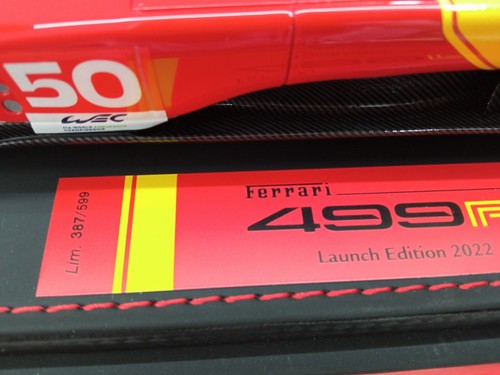 50
WEC
Lim. 387/599
Ferrari
499P
Launch Edition 2022